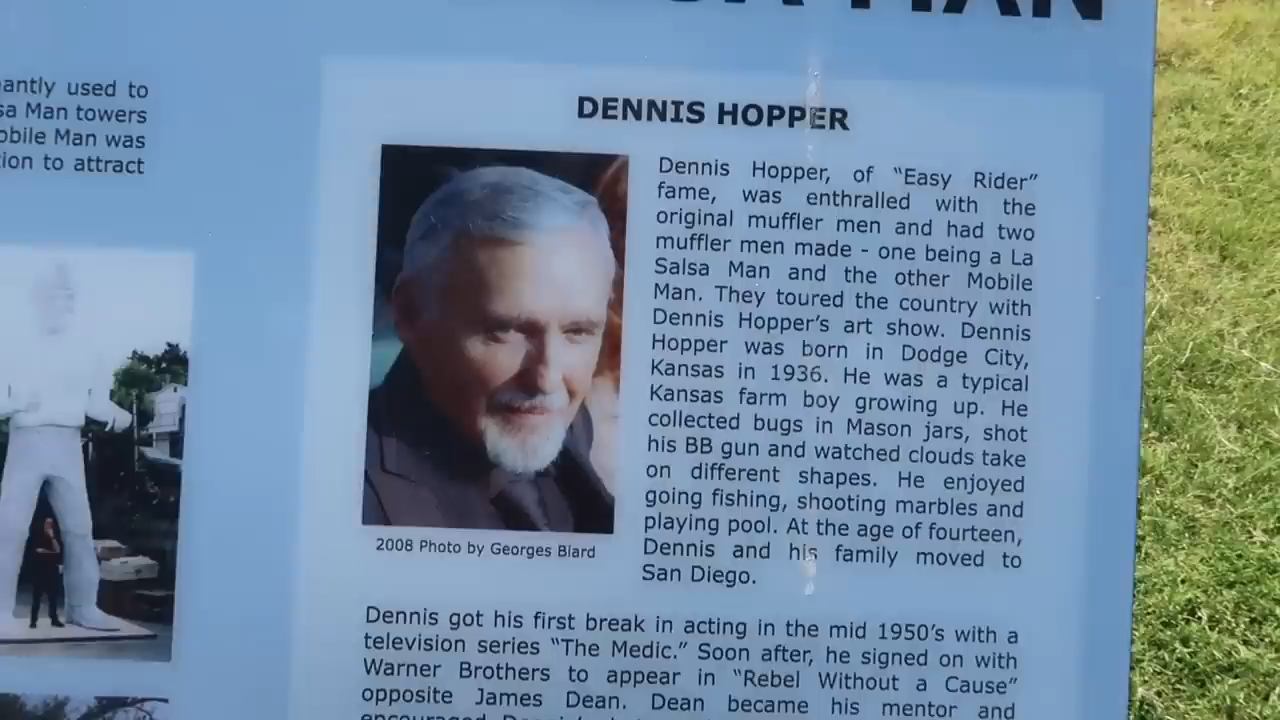 MAN
antly used to
sa Man towers
obile Man was
ion to attract
DENNIS HOPPER
Dennis Hopper, of “Easy Rider”
fame, was enthralled with the
original muffler men and had two
muffler men made - one being a La
Salsa Man and the other Mobile
Man. They toured the country with
Dennis Hopper’s art show. Dennis
Hopper was born in Dodge City,
Kansas in 1936. He was a typical
Kansas farm boy growing up. He
collected bugs in Mason jars, shot
his BB gun and watched clouds take
on different shapes. He enjoyed
going fishing, shooting marbles and
playing pool. At the age of fourteen,
Dennis and his family moved to
San Diego.
2008 Photo by Georges Biard
Dennis got his first break in acting in the mid 1950’s with a
television series “The Medic.” Soon after, he signed on with
Warner Brothers to appear in “Rebel Without a Cause”
opposite James Dean. Dean became his mentor and